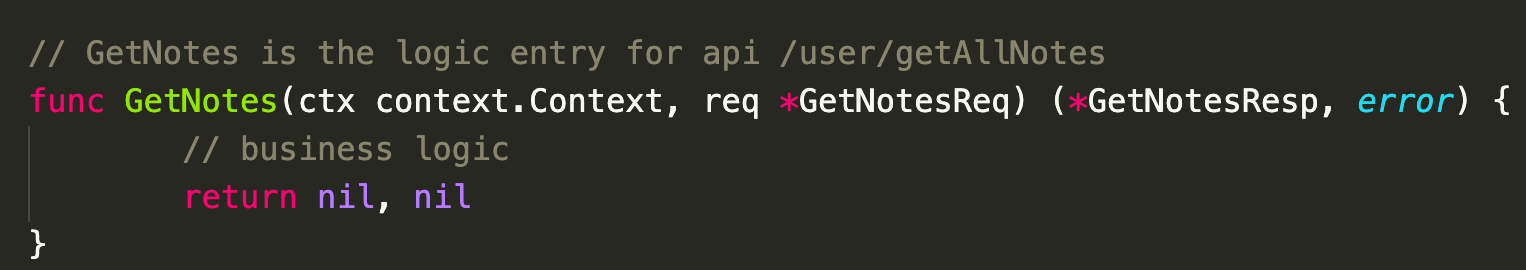 // GetNotes is the logic entry for api /user/getAllNotes
func GetNotes(ctx context.Context, req *GetNotesReq) (*GetNotesResp, error) {
        // business logic
        return nil, nil
}